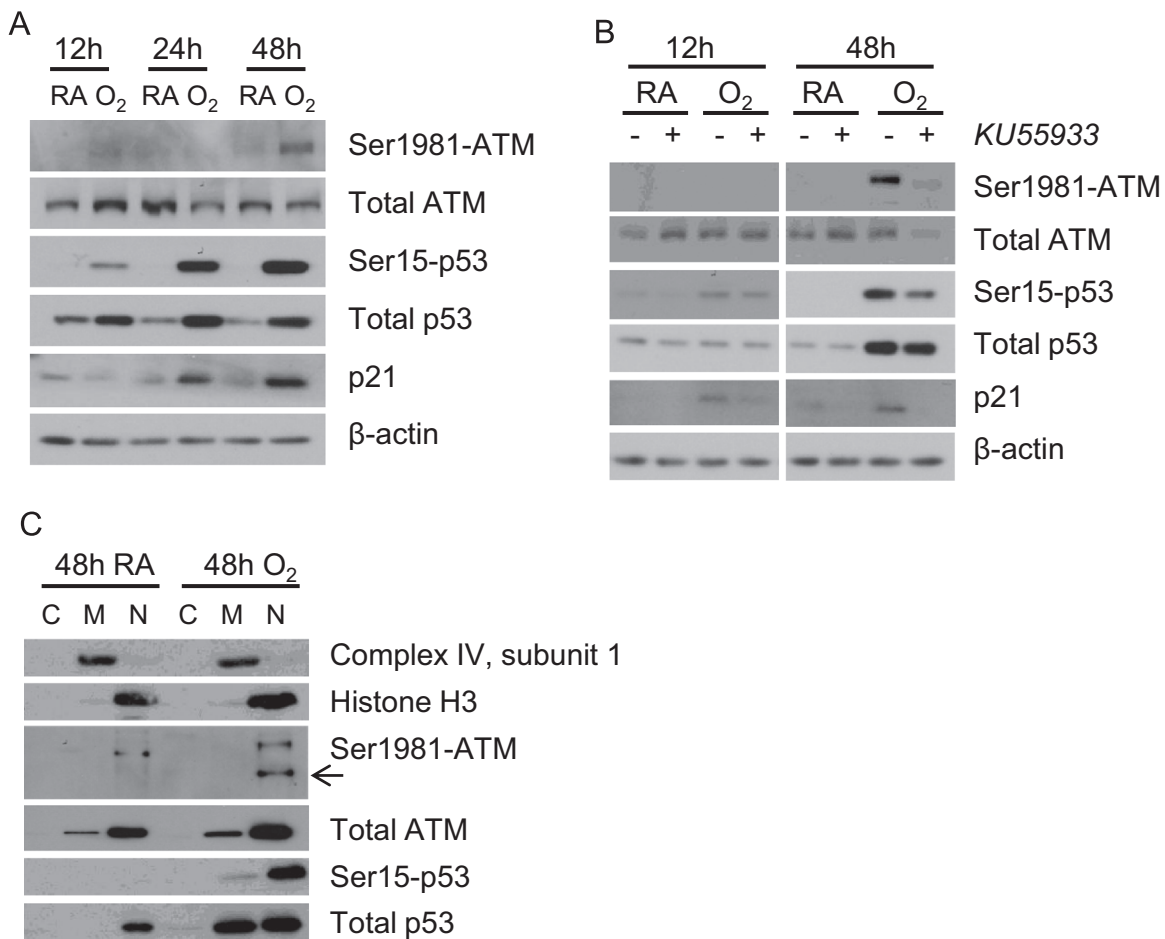 A
12h 24h 48h
RA O₂ RA O₂ RA O₂
Ser1981-ATM
Total ATM
Ser15-p53
Total p53
p21
β-actin
B
12h 48h
RA O₂ RA O₂
- + - + - + - + KU55933
Ser1981-ATM
Total ATM
Ser15-p53
Total p53
p21
β-actin
C
48h RA 48h O₂
C M N C M N
Complex IV, subunit 1
Histone H3
Ser1981-ATM
Total ATM
Ser15-p53
Total p53